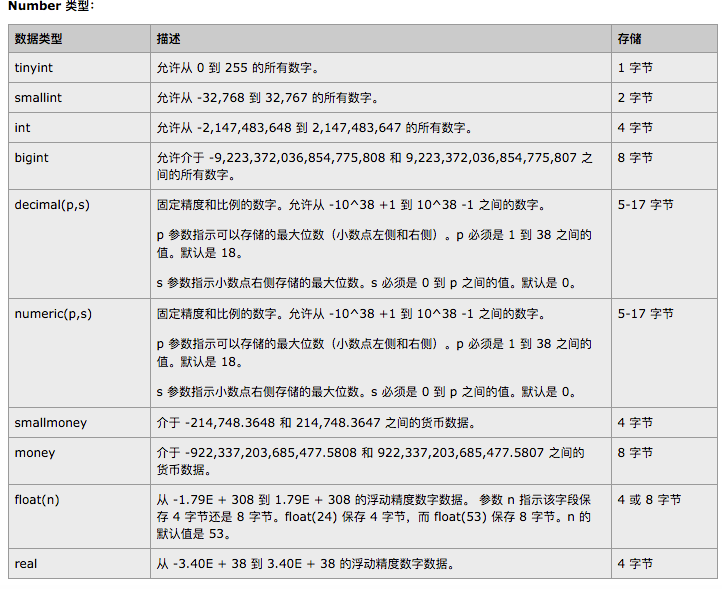 Number 类型：
数据类型 描述 存储
tinyint 允许从 0 到 255 的所有数字。 1 字节
smallint 允许从 -32,768 到 32,767 的所有数字。 2 字节
int 允许从 -2,147,483,648 到 2,147,483,647 的所有数字。 4 字节
bigint 允许介于 -9,223,372,036,854,775,808 和 9,223,372,036,854,775,807 之 8 字节
间的所有数字。
decimal(p,s) 固定精度和比例的数字。允许从 -10^38 +1 到 10^38 -1 之间的数字。 5-17 字节
p 参数指示可以存储的最大位数（小数点左侧和右侧）。p 必须是 1 到 38 之间的
值。默认是 18。
s 参数指示小数点右侧存储的最大位数。s 必须是 0 到 p 之间的值。默认是 0。
numeric(p,s) 固定精度和比例的数字。允许从 -10^38 +1 到 10^38 -1 之间的数字。 5-17 字节
p 参数指示可以存储的最大位数（小数点左侧和右侧）。p 必须是 1 到 38 之间的
值。默认是 18。
s 参数指示小数点右侧存储的最大位数。s 必须是 0 到 p 之间的值。默认是 0。
smallmoney 介于 -214,748.3648 和 214,748.3647 之间的货币数据。 4 字节
money 介于 -922,337,203,685,477.5808 和 922,337,203,685,477.5807 之间的 8 字节
货币数据。
float(n) 从 -1.79E + 308 到 1.79E + 308 的浮动精度数字数据。 参数 n 指示该字段保 4 或 8 字节
存 4 字节还是 8 字节。float(24) 保存 4 字节，而 float(53) 保存 8 字节。n 的
默认值是 53。
real 从 -3.40E + 38 到 3.40E + 38 的浮动精度数字数据。 4 字节